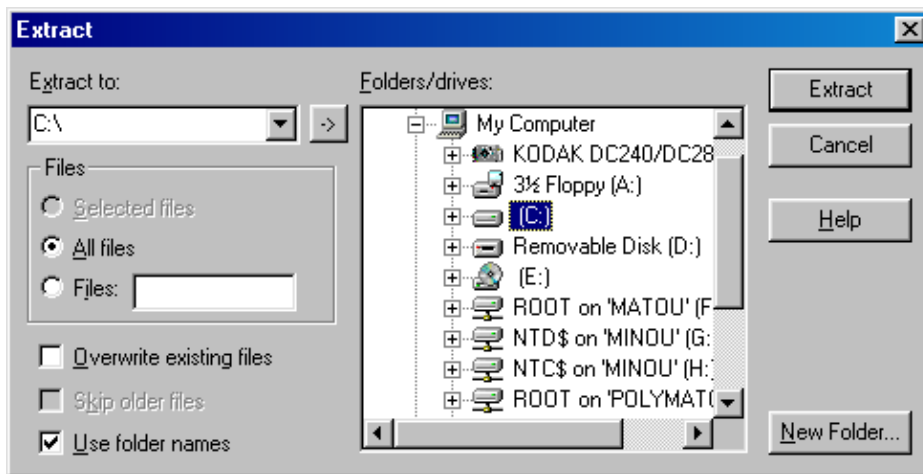 Extract
Extract to:
C:\
->
Files
Selected files
All files
Files:
Overwrite existing files
Skip older files
Use folder names
Folders/drives:
My Computer
KODAK DC240/DC28
3½ Floppy (A:)
(C:)
Removable Disk (D:)
(E:)
ROOT on 'MATOU' (F
NTD$ on 'MINOU' (G:
NTC$ on 'MINOU' (H:
ROOT on 'POLYMAT(
Extract
Cancel
Help
New Folder...